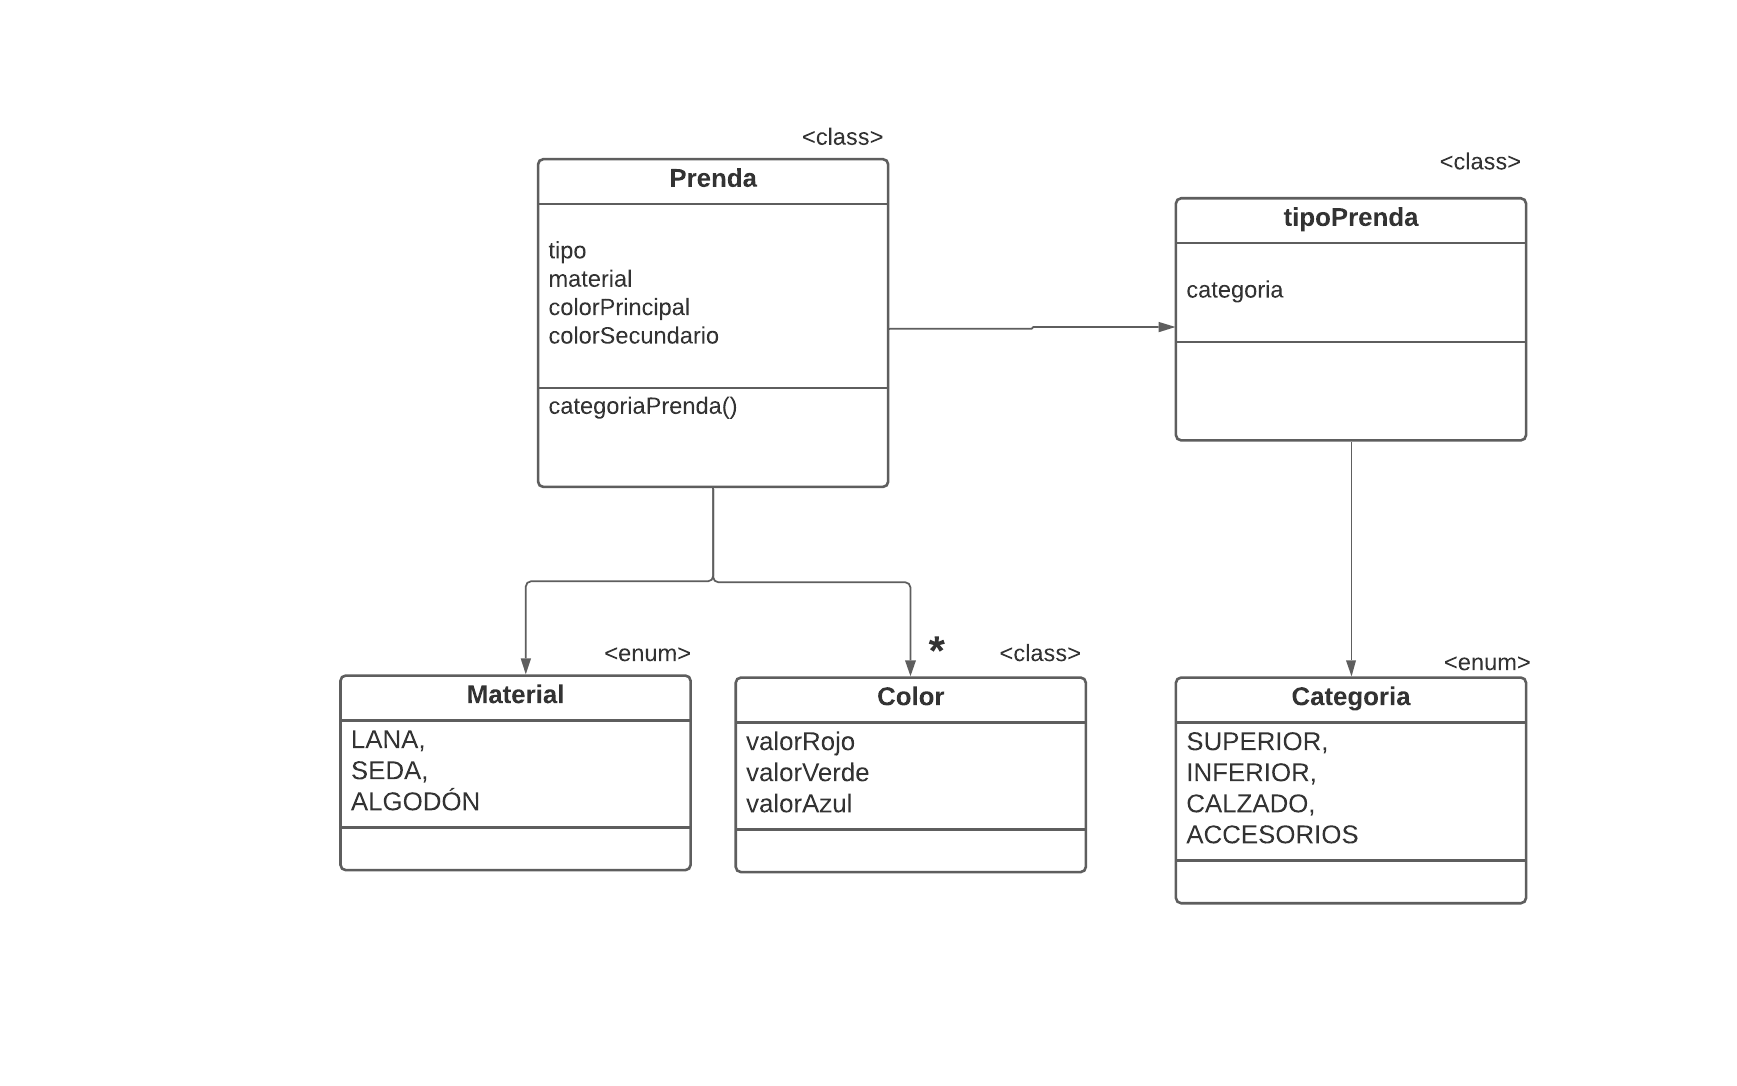 <class>
Prenda
tipo
material
colorPrincipal
colorSecundario
categoriaPrenda()
<class>
tipoPrenda
categoria
<enum>
Material
LANA,
SEDA,
ALGODÓN
*
<class>
Color
valorRojo
valorVerde
valorAzul
<enum>
Categoria
SUPERIOR,
INFERIOR,
CALZADO,
ACCESORIOS